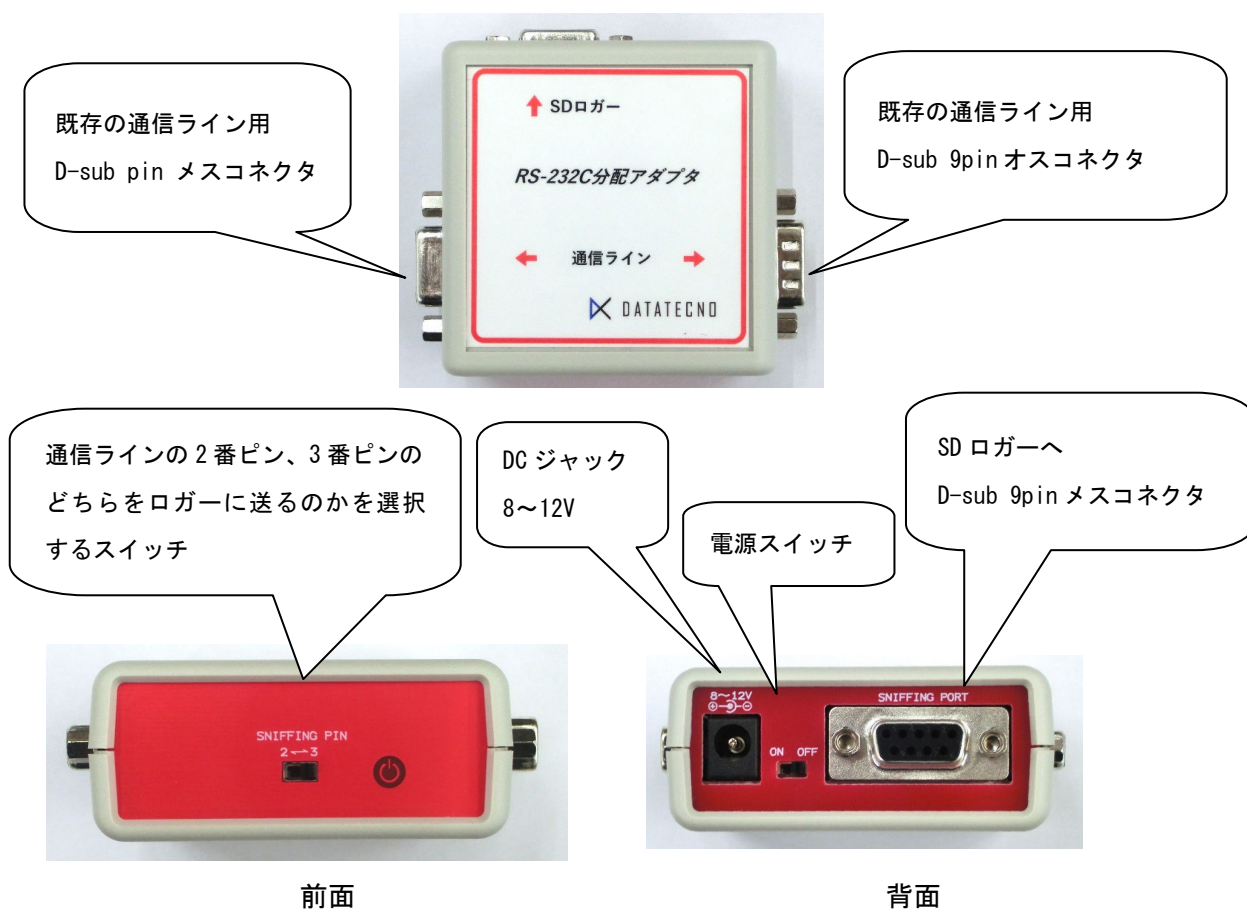 既存の通信ライン用
D-sub pin メスコネクタ
SDロガー
RS-232C分配アダプタ
通信ライン
DATATECNO
既存の通信ライン用
D-sub 9pin オスコネクタ
通信ラインの 2 番ピン、3 番ピンの
どちらをロガーに送るのかを選択
するスイッチ
DC ジャック
8～12V
電源スイッチ
SD ロガーへ
D-sub 9pin メスコネクタ
SNIFFING PIN
2 ⇀ 3
8～12V
SNIFFING PORT
ON OFF
前面
背面